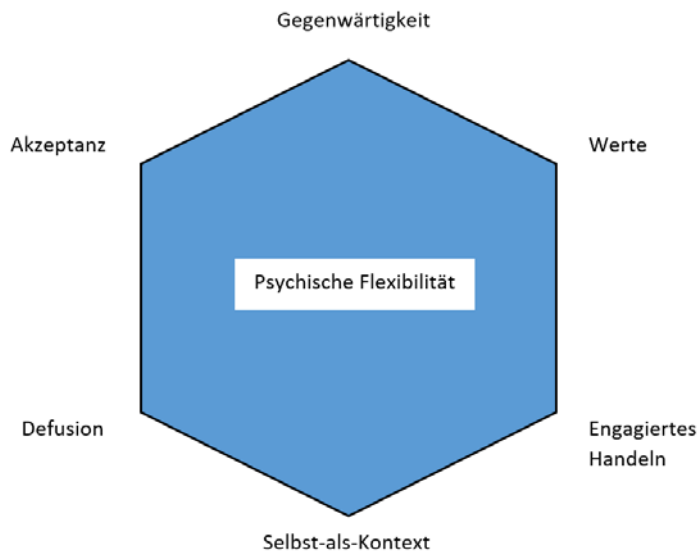 Gegenwärtigkeit
Akzeptanz
Werte
Psychische Flexibilität
Defusion
Engagiertes
Handeln
Selbst-als-Kontext